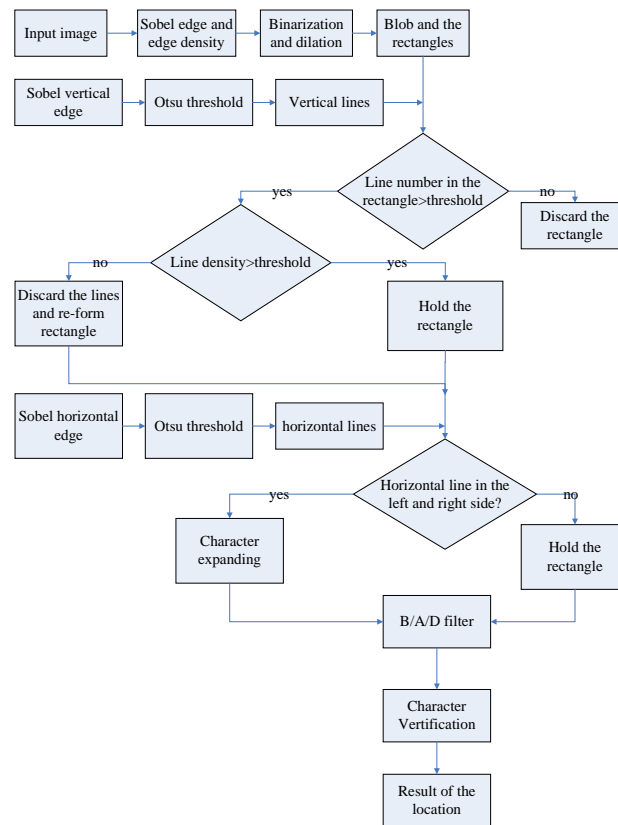 Input image
Sobel edge and
edge density
Binarization
and dilation
Blob and the
rectangles
Sobel vertical
edge
Otsu threshold
Vertical lines
Line number in the
rectangle>threshold
yes
no
Discard the
rectangle
Line density>threshold
no
yes
Discard the lines
and re-form
rectangle
Hold the
rectangle
Sobel horizontal
edge
Otsu threshold
horizontal lines
Horizontal line in the
left and right side?
yes
no
Character
expanding
Hold the
rectangle
B/A/D filter
Character
Vertification
Result of the
location